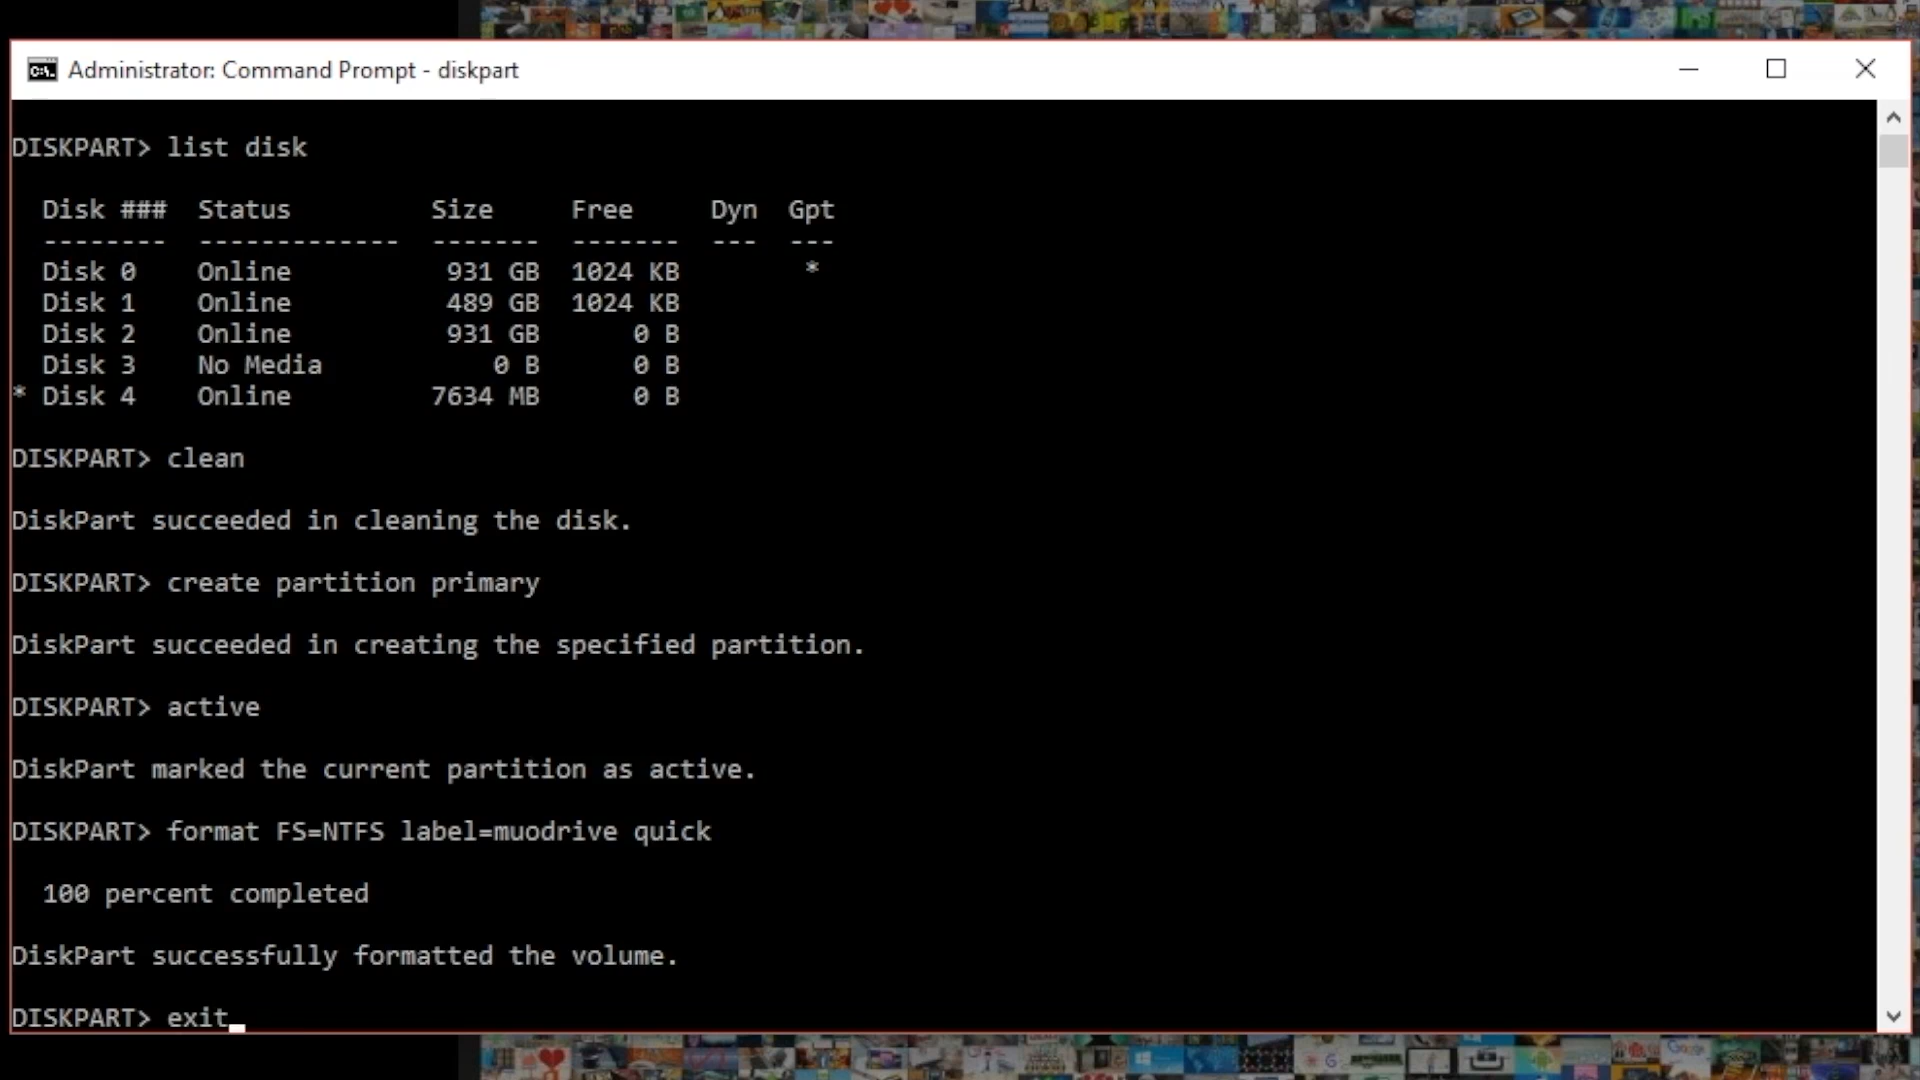 Administrator: Command Prompt - diskpart
DISKPART> list disk
Disk ###  Status         Size     Free     Dyn  Gpt
--------  -------------  -------  -------  ---  ---
Disk 0    Online          931 GB  1024 KB        *
Disk 1    Online          489 GB  1024 KB
Disk 2    Online          931 GB      0 B
Disk 3    No Media           0 B      0 B
* Disk 4    Online         7634 MB      0 B
DISKPART> clean
DiskPart succeeded in cleaning the disk.
DISKPART> create partition primary
DiskPart succeeded in creating the specified partition.
DISKPART> active
DiskPart marked the current partition as active.
DISKPART> format FS=NTFS label=muodrive quick
100 percent completed
DiskPart successfully formatted the volume.
DISKPART> exit